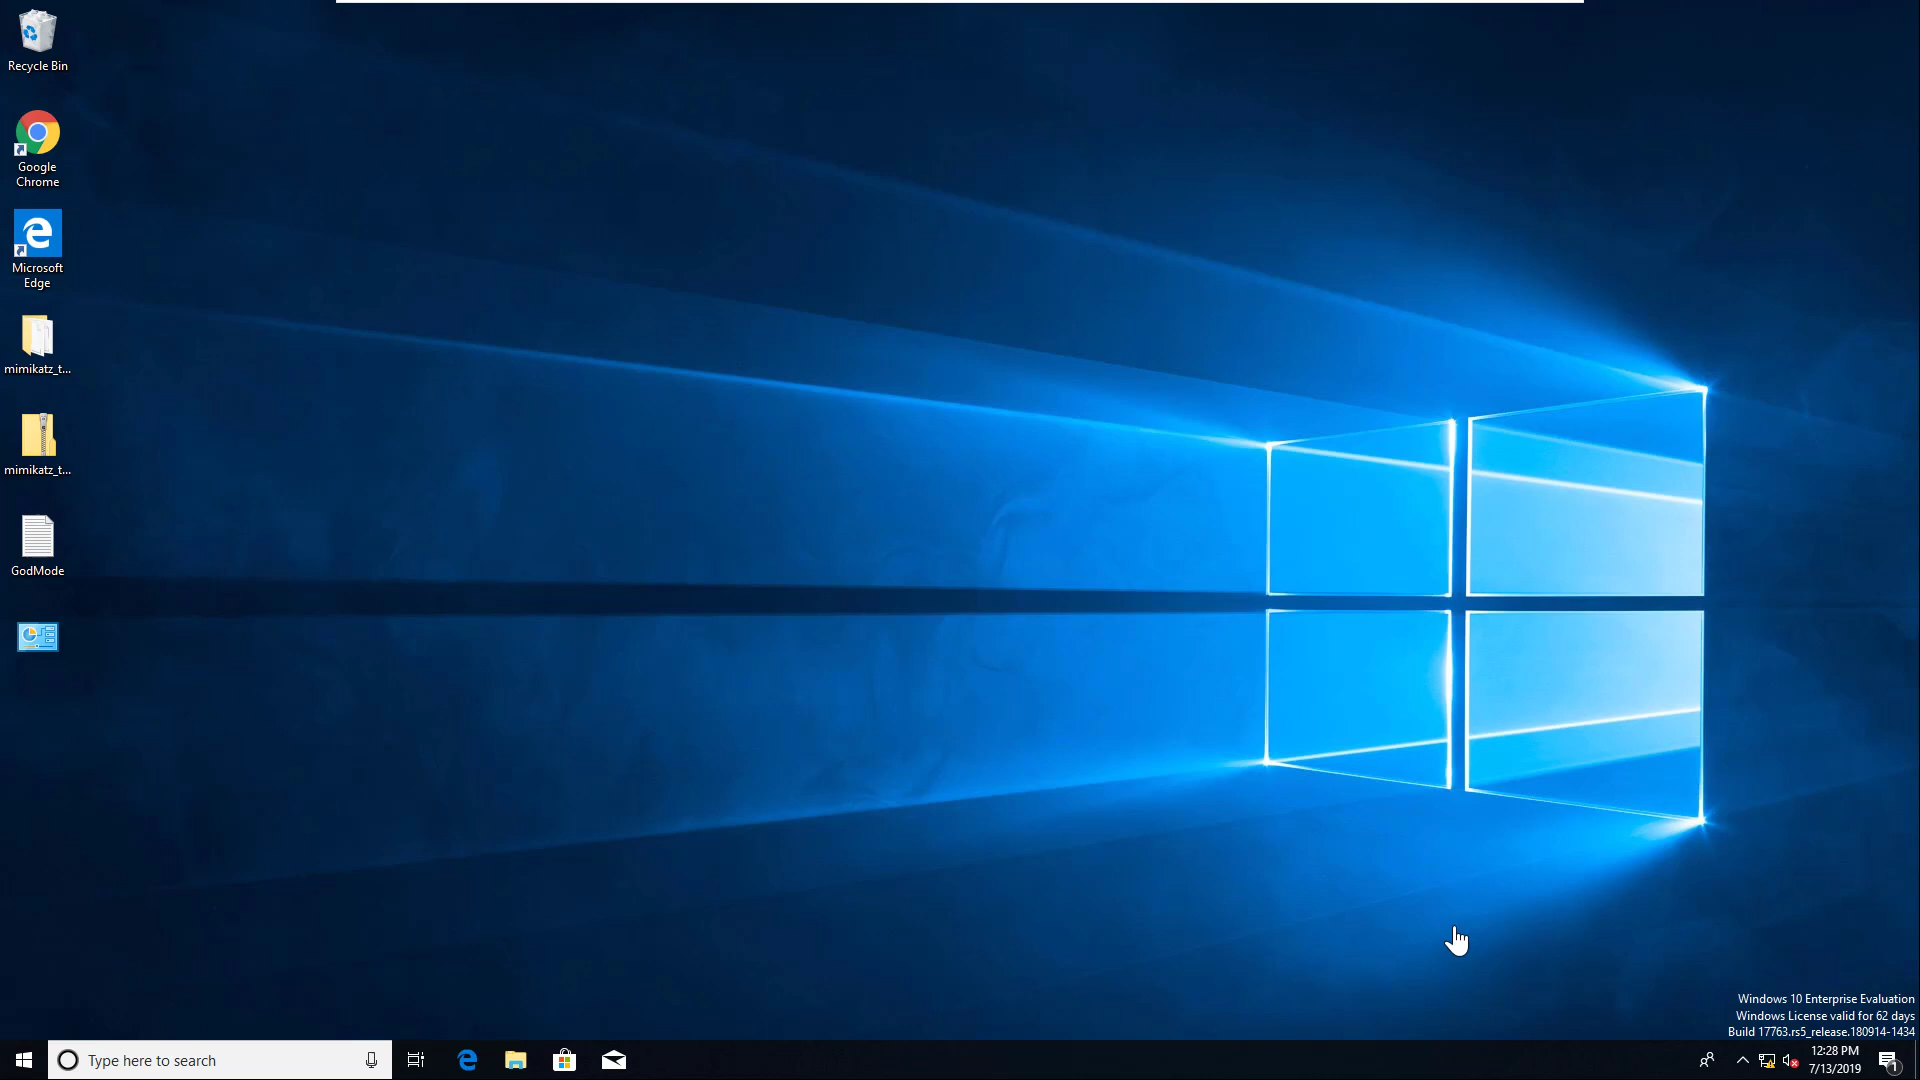 Recycle Bin
Google
Chrome
Microsoft
Edge
mimikatz_t...
mimikatz_t...
GodMode
Windows 10 Enterprise Evaluation
Windows License valid for 62 days
Build 17763.rs5_release.180914-1434
Type here to search
12:28 PM
7/13/2019
1